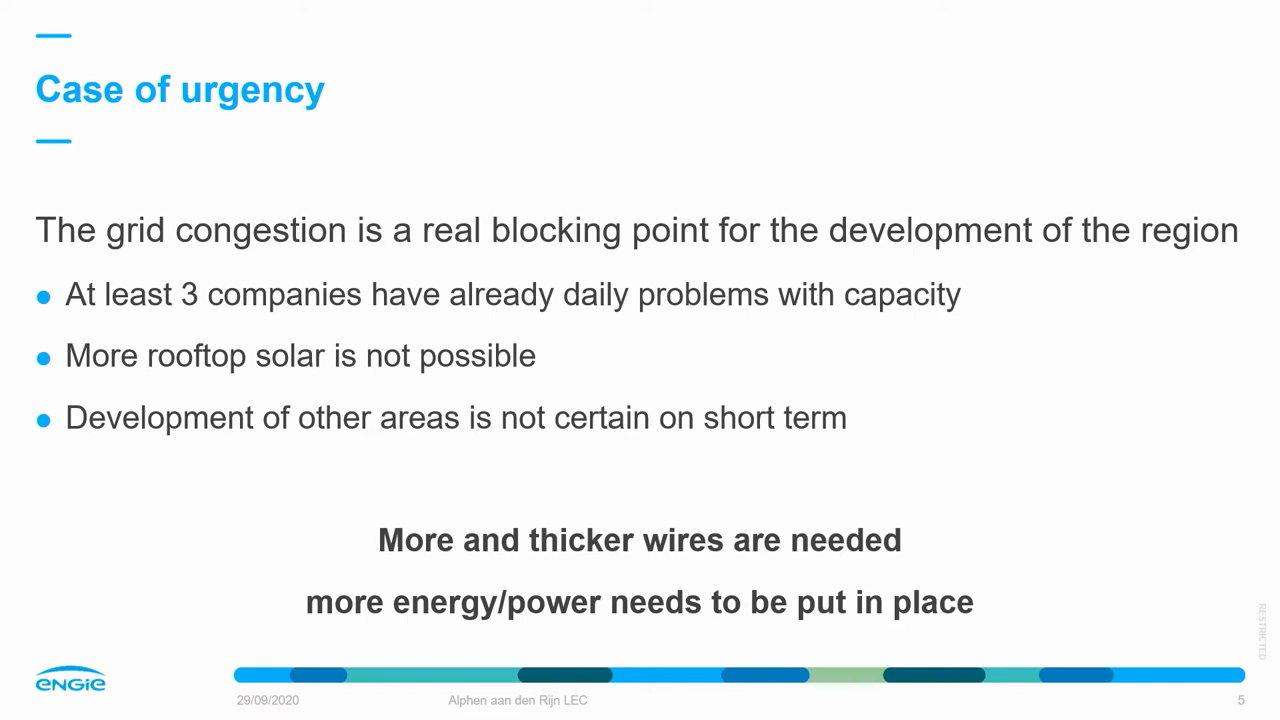 Case of urgency
The grid congestion is a real blocking point for the development of the region
At least 3 companies have already daily problems with capacity
More rooftop solar is not possible
Development of other areas is not certain on short term
More and thicker wires are needed
more energy/power needs to be put in place
RESTRICTED
ENGIE
29/09/2020
Alphen aan den Rijn LEC
5